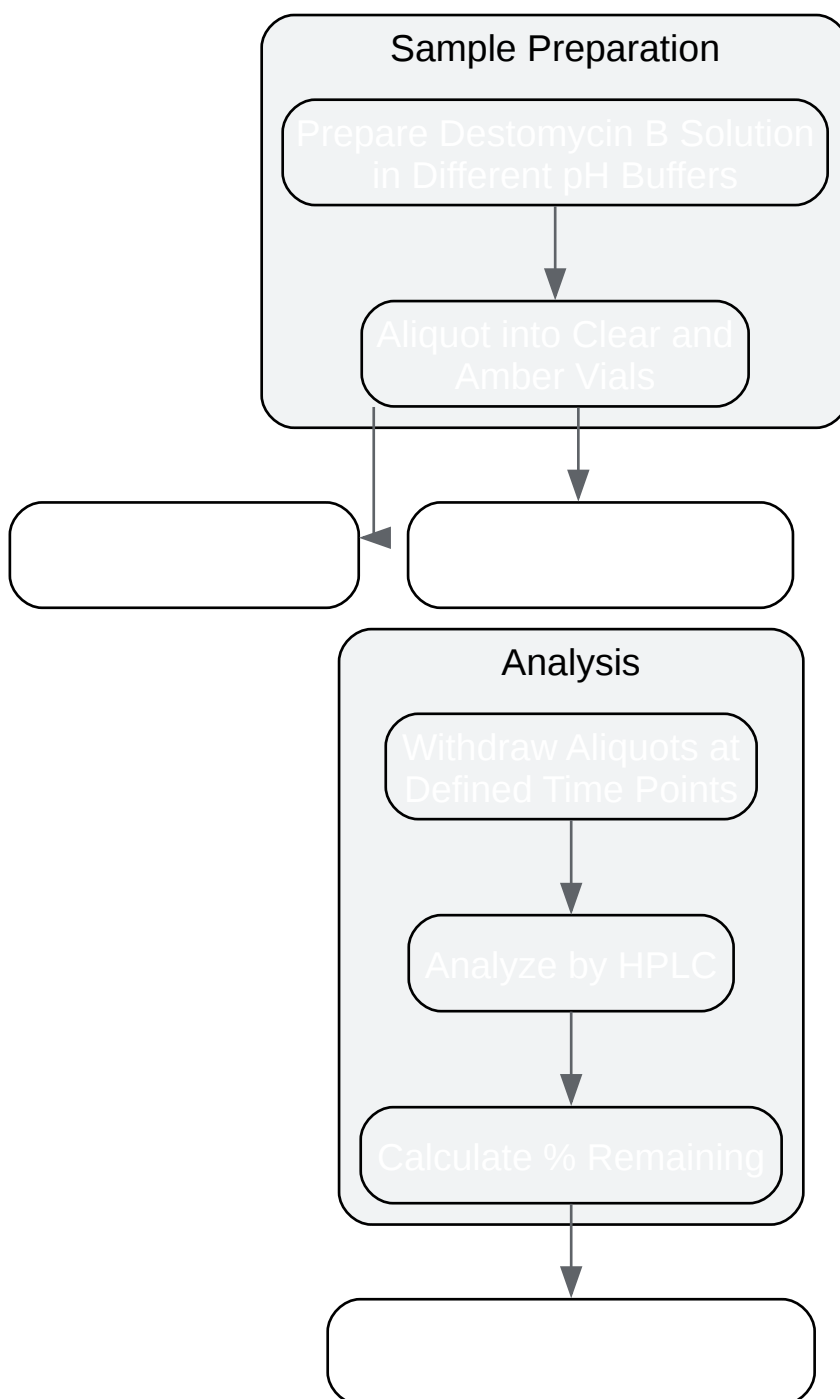 Sample Preparation
Prepare Destomycin B Solution
in Different pH Buffers
Aliquot into Clear and
Amber Vials
Analysis
Withdraw Aliquots at
Defined Time Points
Analyze by HPLC
Calculate % Remaining